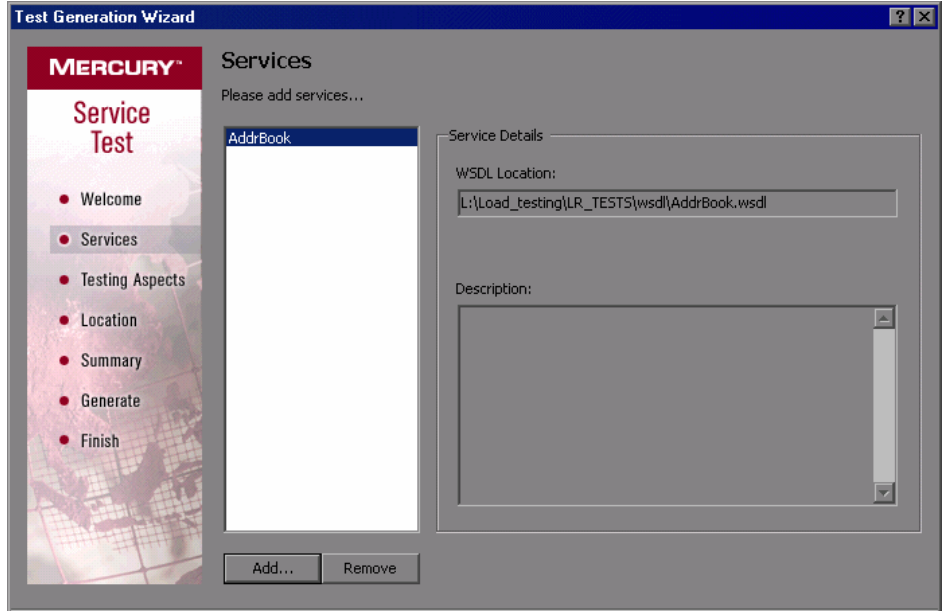 Test Generation Wizard
MERCURY™
Service
Test
Welcome
Services
Testing Aspects
Location
Summary
Generate
Finish
Services
Please add services...
AddrBook
Service Details
WSDL Location:
L:\Load_testing\LR_TESTS\wsdl\AddrBook.wsdl
Description:
Add...
Remove